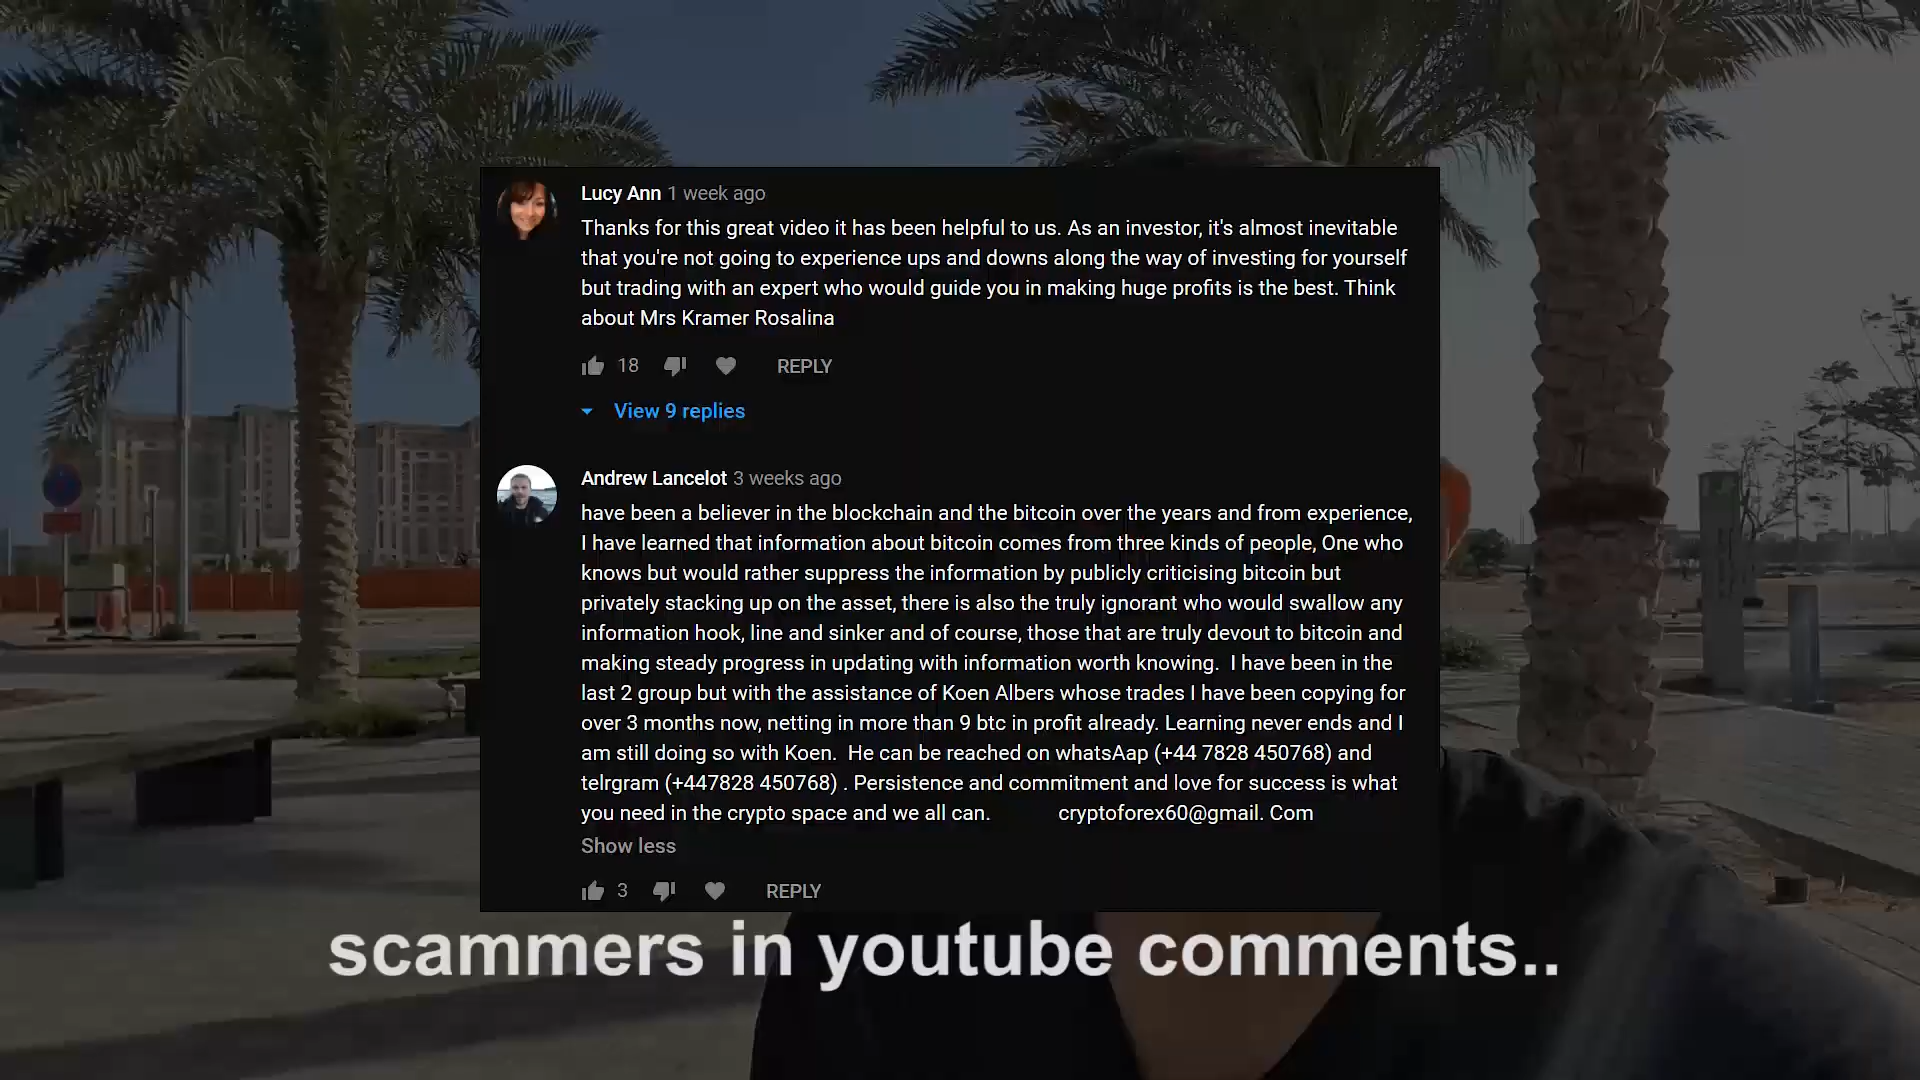 Lucy Ann 1 week ago
Thanks for this great video it has been helpful to us. As an investor, it's almost inevitable
that you're not going to experience ups and downs along the way of investing for yourself
but trading with an expert who would guide you in making huge profits is the best. Think
about Mrs Kramer Rosalina
18 REPLY
View 9 replies
Andrew Lancelot 3 weeks ago
have been a believer in the blockchain and the bitcoin over the years and from experience,
I have learned that information about bitcoin comes from three kinds of people, One who
knows but would rather suppress the information by publicly criticising bitcoin but
privately stacking up on the asset, there is also the truly ignorant who would swallow any
information hook, line and sinker and of course, those that are truly devout to bitcoin and
making steady progress in updating with information worth knowing.  I have been in the
last 2 group but with the assistance of Koen Albers whose trades I have been copying for
over 3 months now, netting in more than 9 btc in profit already. Learning never ends and I
am still doing so with Koen.  He can be reached on whatsAap (+44 7828 450768) and
telrgram (+447828 450768) . Persistence and commitment and love for success is what
you need in the crypto space and we all can. cryptoforex60@gmail. Com
Show less
3 REPLY
scammers in youtube comments..